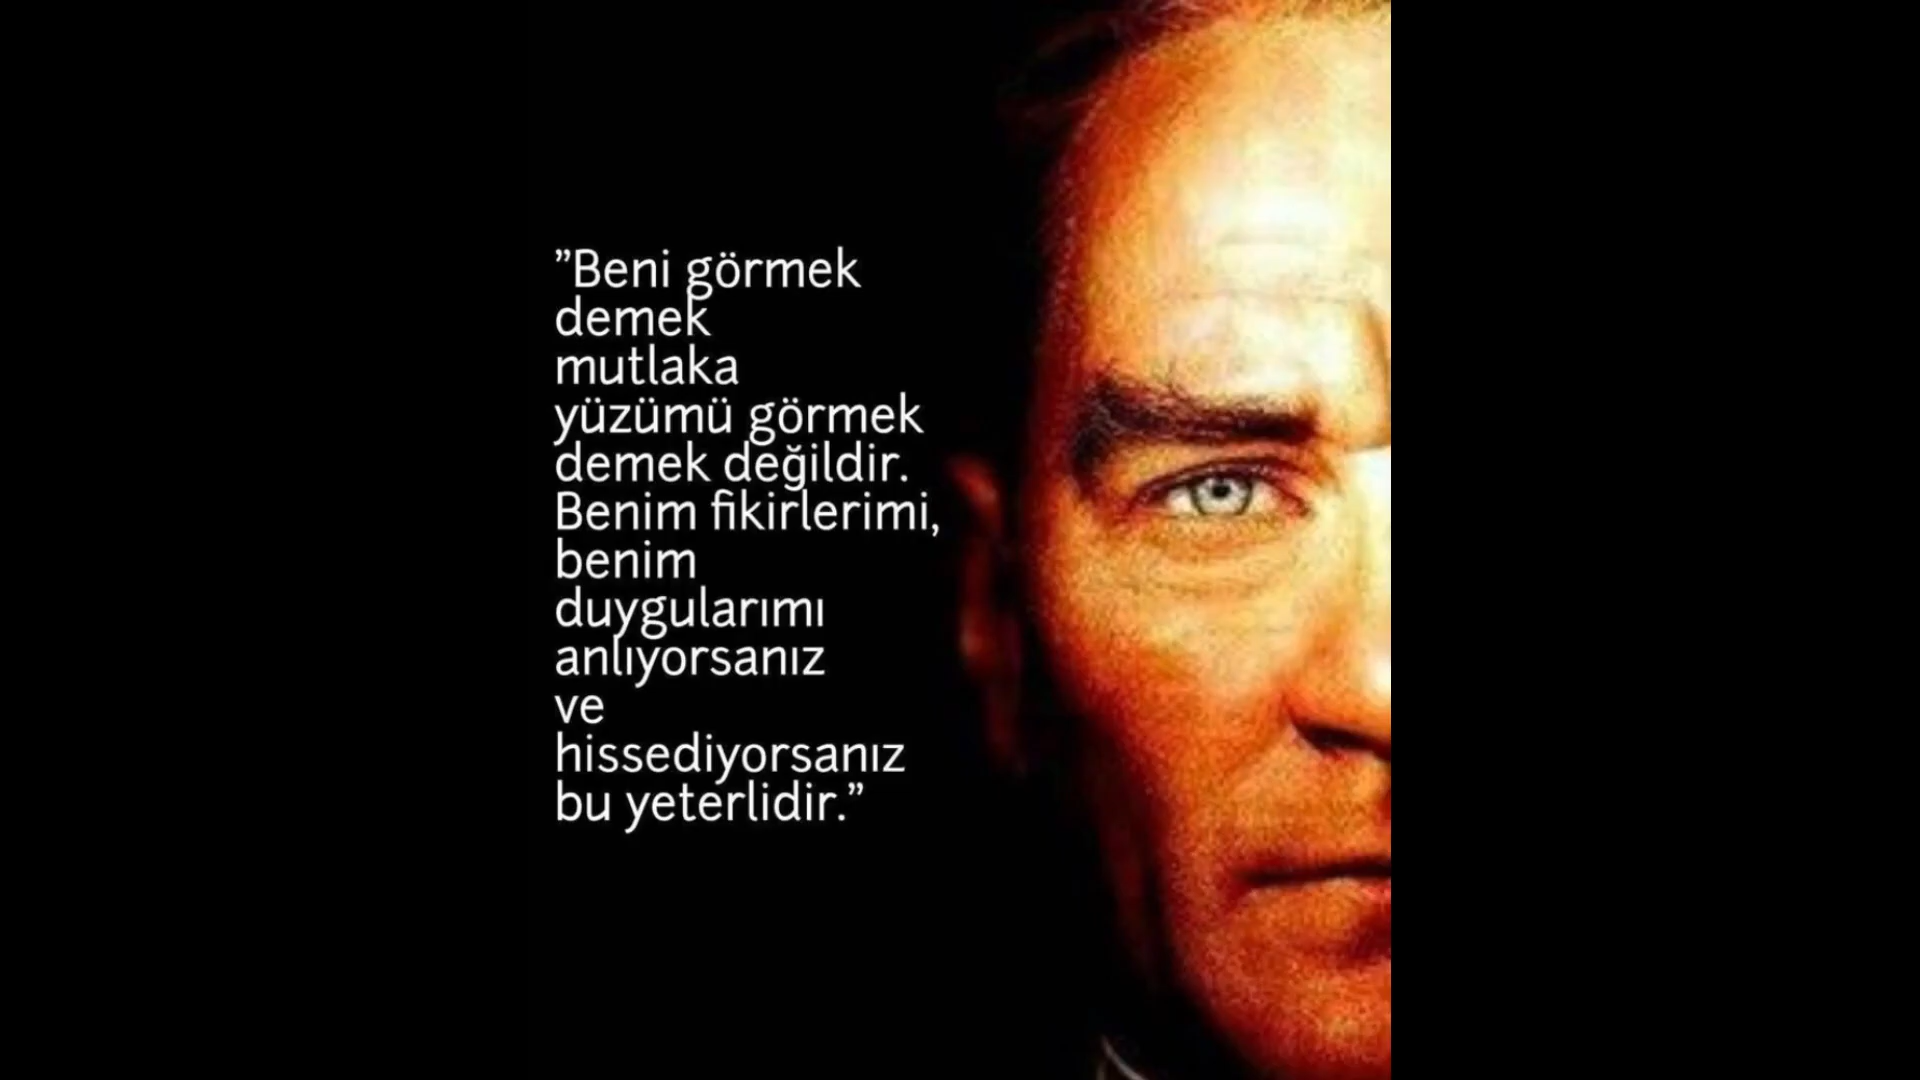 ”Beni görmek
demek
mutlaka
yüzümü görmek
demek değildir.
Benim fikirlerimi,
benim
duygularımı
anlıyorsanız
ve
hissediyorsanız
bu yeterlidir.”